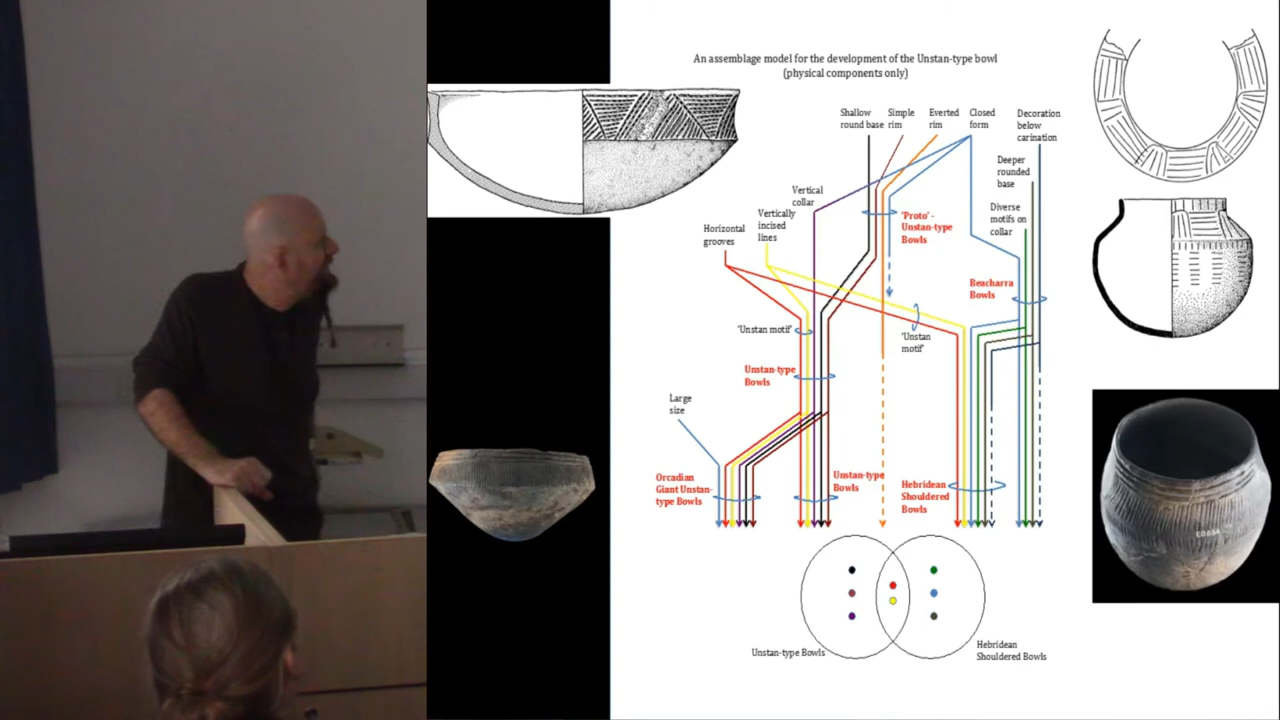 An assemblage model for the development of the Unstan-type bowl
(physical components only)
Shallow
round base
Simple
rim
Everted
rim
Closed
form
Decoration
below
carination
Deeper
rounded
base
Vertical
collar
Diverse
motifs on
collar
Vertically
incised
lines
'Proto' -
Unstan-type
Bowls
Horizontal
grooves
Beacharra
Bowls
'Unstan motif'
'Unstan
motif'
Unstan-type
Bowls
Large
size
Orcadian
Giant Unstan-
type Bowls
Unstan-type
Bowls
Hebridean
Shouldered
Bowls
Unstan-type Bowls
Hebridean
Shouldered Bowls